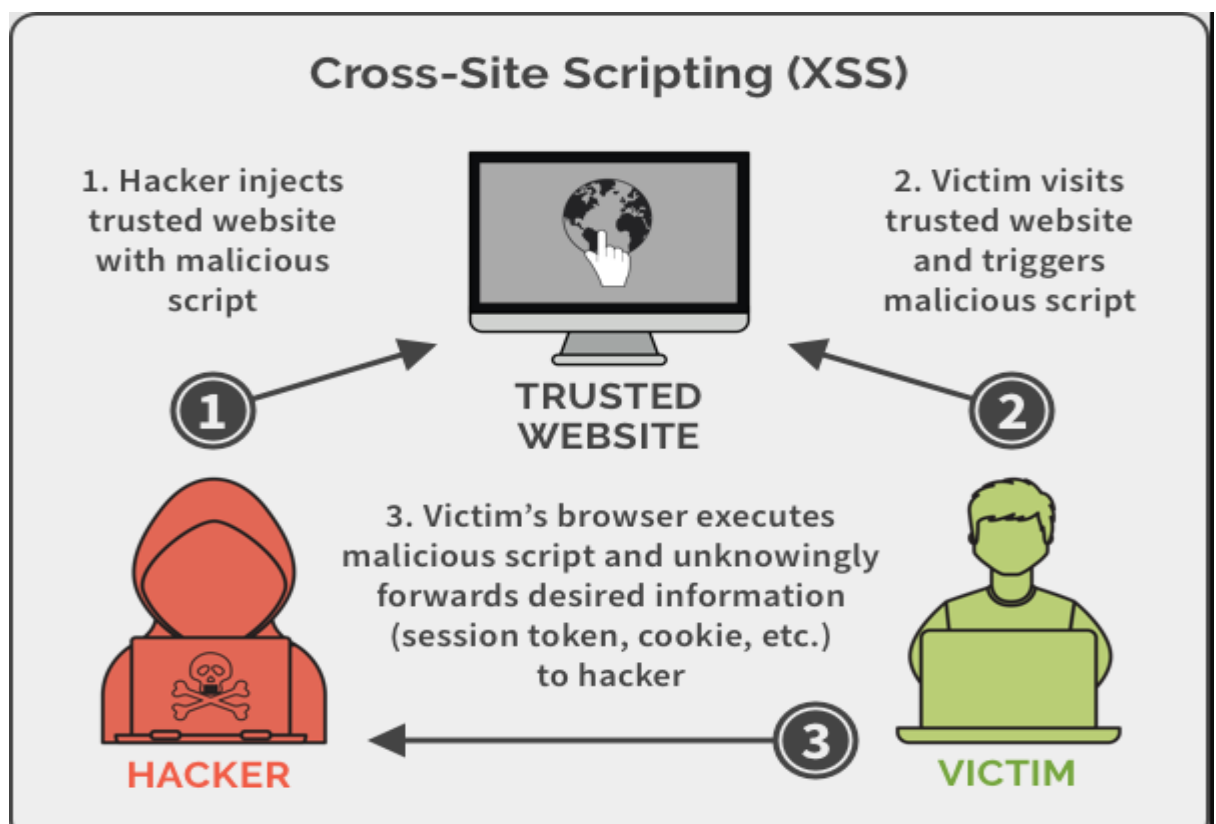 Cross-Site Scripting (XSS)
1. Hacker injects
trusted website
with malicious
script
2. Victim visits
trusted website
and triggers
malicious script
1
TRUSTED
WEBSITE
2
3. Victim's browser executes
malicious script and unknowingly
forwards desired information
(session token, cookie, etc.)
to hacker
3
HACKER
VICTIM